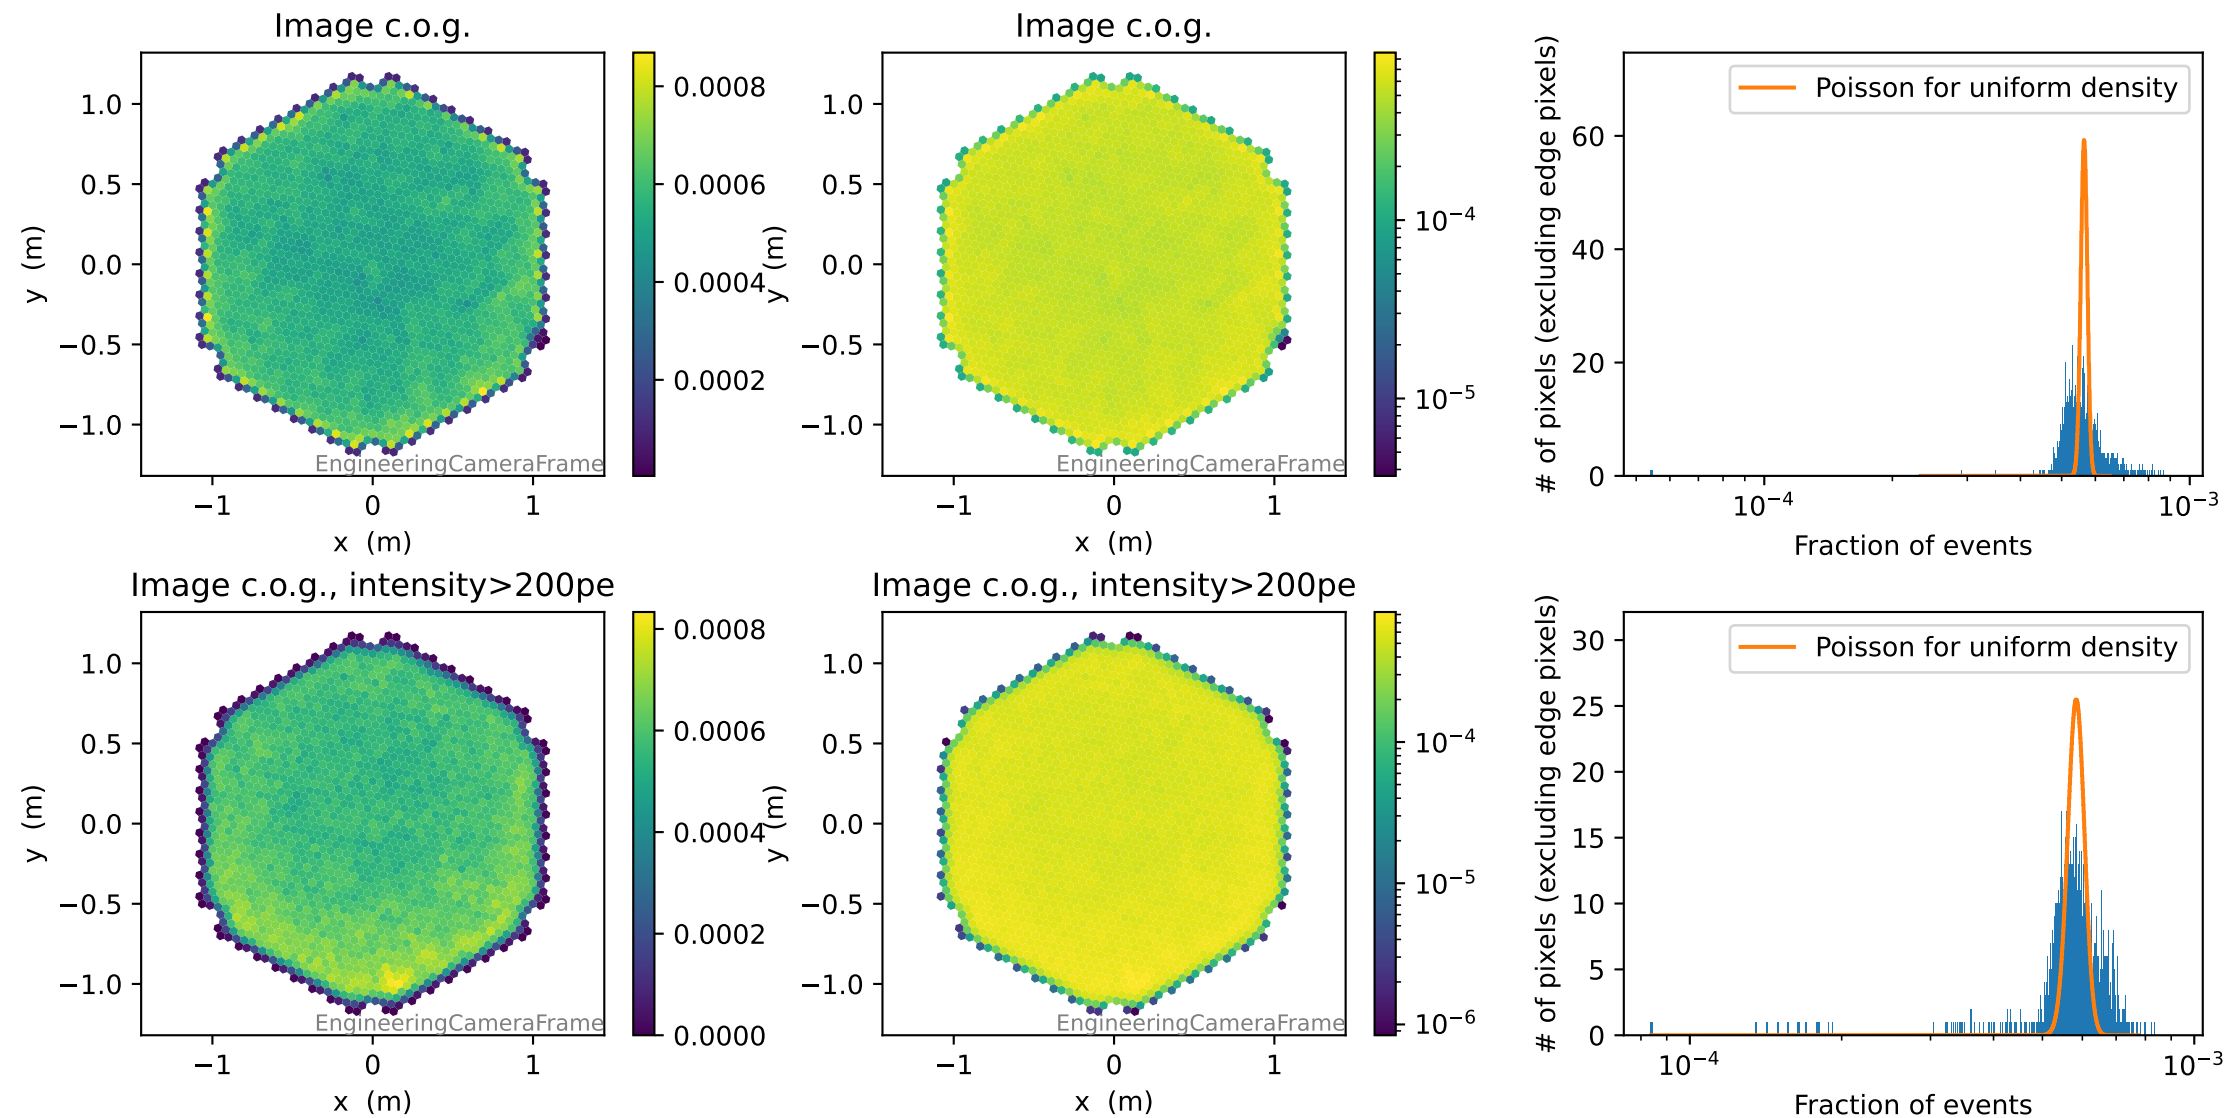 Image c.o.g.
1.0
0.5
0.0
−0.5
−1.0
y (m)
−1
0
1
x (m)
EngineeringCameraFrame
0.0008
0.0006
0.0004
0.0002
Image c.o.g.
1.0
0.5
0.0
−0.5
−1.0
y (m)
−1
0
1
x (m)
EngineeringCameraFrame
10⁻⁴
10⁻⁵
# of pixels (excluding edge pixels)
60
40
20
0
Poisson for uniform density
10⁻⁴
10⁻³
Fraction of events
Image c.o.g., intensity>200pe
1.0
0.5
0.0
−0.5
−1.0
y (m)
−1
0
1
x (m)
EngineeringCameraFrame
0.0008
0.0006
0.0004
0.0002
0.0000
Image c.o.g., intensity>200pe
1.0
0.5
0.0
−0.5
−1.0
y (m)
−1
0
1
x (m)
EngineeringCameraFrame
10⁻⁴
10⁻⁵
10⁻⁶
# of pixels (excluding edge pixels)
30
25
20
15
10
5
0
Poisson for uniform density
10⁻⁴
10⁻³
Fraction of events